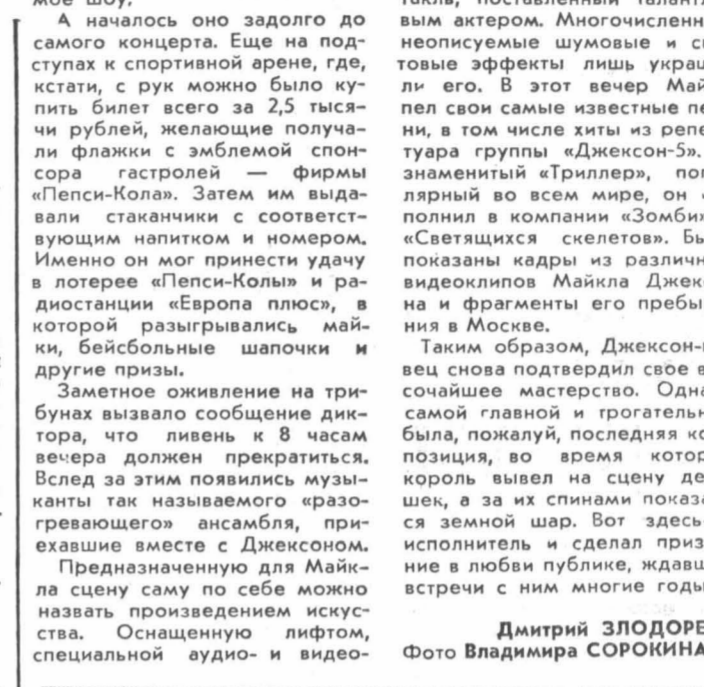 А началось оно задолго до
самого концерта. Еще на под-
ступах к спортивной арене, где,
кстати, с рук можно было ку-
пить билет всего за 2,5 тыся-
чи рублей, желающие получа-
ли флажки с эмблемой спон-
сора гастролей — фирмы
«Пепси-Кола». Затем им выда-
вали стаканчики с соответст-
вующим напитком и номером.
Именно он мог принести удачу
в лотерее «Пепси-Колы» и ра-
диостанции «Европа плюс», в
которой разыгрывались май-
ки, бейсбольные шапочки и
другие призы.
Заметное оживление на три-
бунах вызвало сообщение дик-
тора, что ливень к 8 часам
вечера должен прекратиться.
Вслед за этим появились музы-
канты так называемого «разо-
гревающего» ансамбля, при-
ехавшие вместе с Джексоном.
Предназначенную для Майк-
ла сцену саму по себе можно
назвать произведением искус-
ства. Оснащенную лифтом,
специальной аудио- и видео-
вым актером. Многочисленн
неописуемые шумовые и
товые эффекты лишь украш
ли его. В этот вечер Май
пел свои самые известные пе
ни, в том числе хиты из репе
туара группы «Джексон-5».
знаменитый «Триллер», поп
лярный во всем мире, он
полнил в компании «Зомби»
«Светящихся скелетов». Бы
показаны кадры из различн
видеоклипов Майкла Джек
на и фрагменты его пребы
ния в Москве.
Таким образом, Джексон-
вец снова подтвердил свое в
сочайшее мастерство. Одна
самой главной и трогательн
была, пожалуй, последняя ко
позиция, во время котор
король вывел на сцену де
шек, а за их спинами показа
ся земной шар. Вот здесь
исполнитель и сделал приз
ние в любви публике, ждавш
встречи с ним многие годы
Дмитрий ЗЛОДОРЕ
Фото Владимира СОРОКИНА